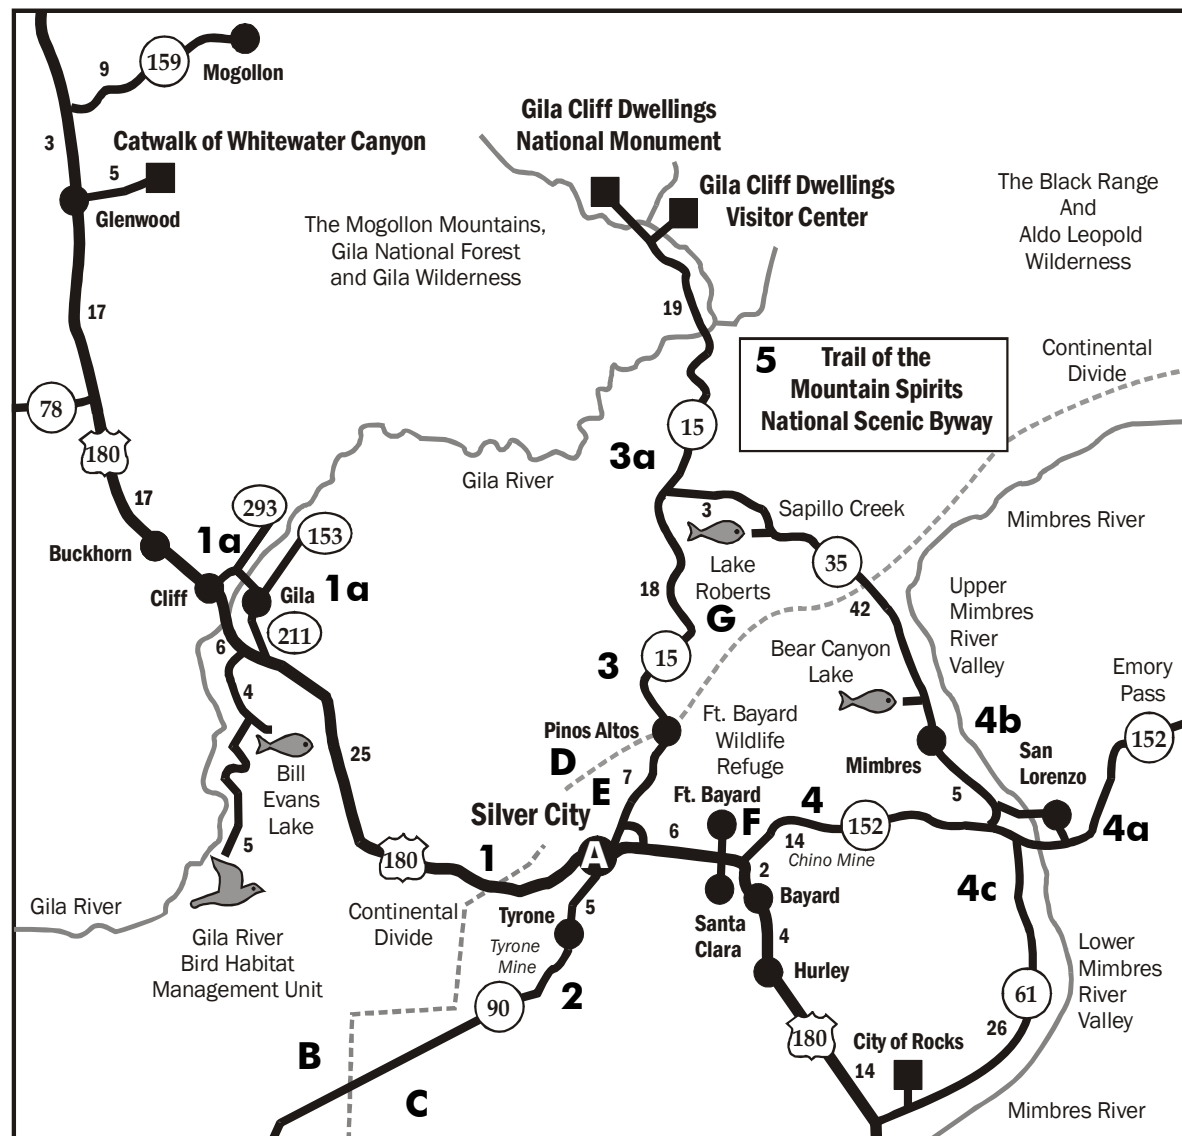 159
9
Mogollon
3
Catwalk of Whitewater Canyon
5
Glenwood
Gila Cliff Dwellings
National Monument
Gila Cliff Dwellings
Visitor Center
The Black Range
And
Aldo Leopold
Wilderness
The Mogollon Mountains,
Gila National Forest
and Gila Wilderness
17
19
78
180
17
5
Trail of the
Mountain Spirits
National Scenic Byway
Continental
Divide
15
3a
Gila River
3
Sapillo Creek
Mimbres River
293
1a
153
Buckhorn
Cliff
Gila
1a
211
6
4
Lake
Roberts
35
18
G
42
Upper
Mimbres
River
Valley
3
15
Bear Canyon
Lake
Emory
Pass
152
Pinos Altos
Ft. Bayard
Wildlife
Refuge
4b
San
Lorenzo
Mimbres
D
E
7
25
Bill
Evans
Lake
5
Silver City
Ft. Bayard
F
4
5
152
4a
6
14
Chino Mine
A
180
1
2
Bayard
4c
Gila River
Continental
Divide
Tyrone
5
Tyrone
Mine
Santa
Clara
4
Hurley
Lower
Mimbres
River
Valley
Gila River
Bird Habitat
Management Unit
2
90
61
26
180
City of Rocks
14
B
C
Mimbres River